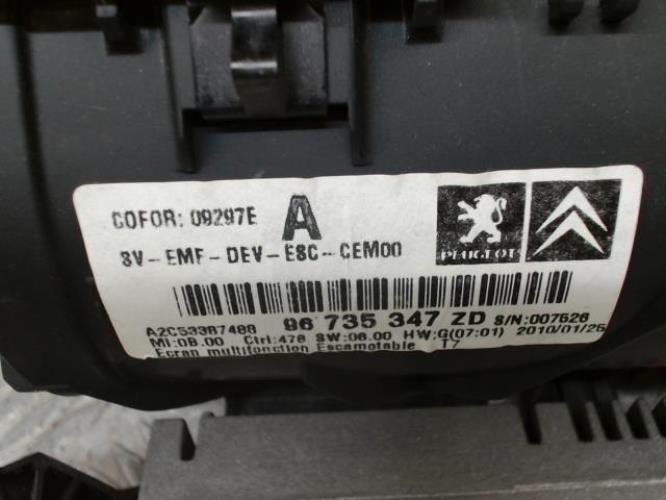 COFOR: 09297E A
SV-EMF-DEV-ESC-CEM00
PEUGEOT
96 735 347 ZD S/N:007526
A2C53387488
MI:0B.00 Ctrl:478 SW:06.00 HW:G(07:01) 2010/01/25
Ecran multifonction Escamotable T7